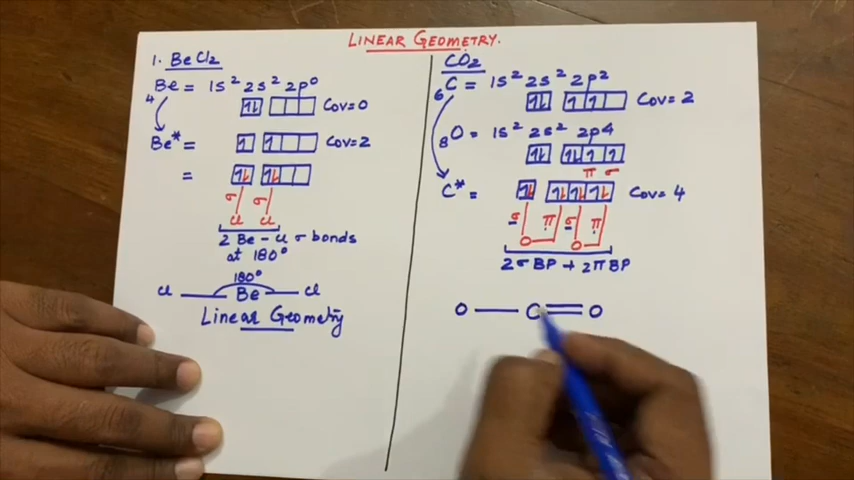 LINEAR GEOMETRY.
1. BeCl2
4Be = 1s² 2s² 2p⁰
↑↓ Cov=0
Be* = ↑ ↑ Cov=2
= ↑↓ ↑↓
σ σ
Cl Cl
2 Be-Cl σ bonds
at 180°
180°
Cl — Be — Cl
Linear Geometry
CO2
6C = 1s² 2s² 2p²
↑↓ ↑ ↑ Cov=2
8O = 1s² 2s² 2p⁴
↑↓ ↑↓ ↑ ↑
π σ
C* = ↑↓ ↑↓ ↑↓ ↑↓ Cov=4
σ π σ π
O O
2σ BP + 2π BP
O — C = O